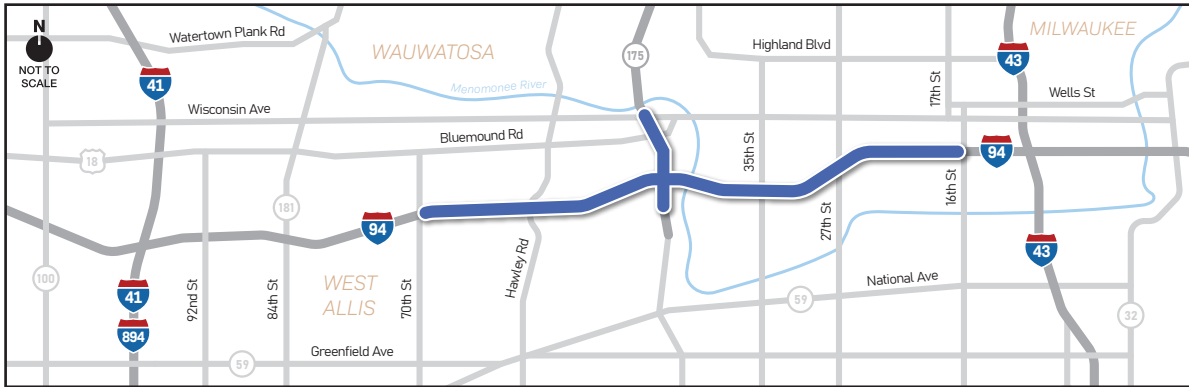 N
NOT TO
SCALE
Watertown Plank Rd
WAUWATOSA
175
Highland Blvd
MILWAUKEE
43
41
Menomonee River
17th St
Wells St
Wisconsin Ave
Bluemound Rd
18
35th St
94
16th St
181
94
27th St
Hawley Rd
43
100
41
92nd St
84th St
WEST
ALLIS
70th St
National Ave
59
32
894
Greenfield Ave
59